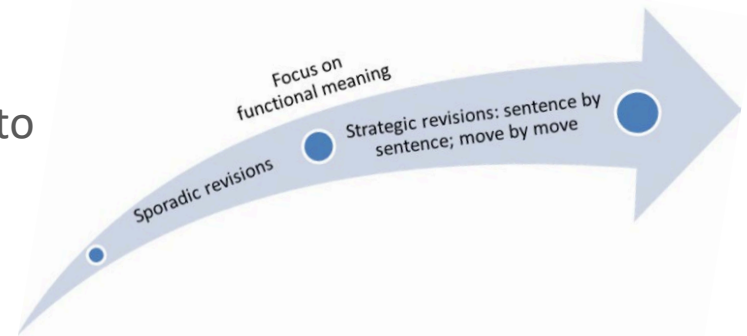 to
Focus on
functional meaning
Sporadic revisions
Strategic revisions: sentence by
sentence; move by move